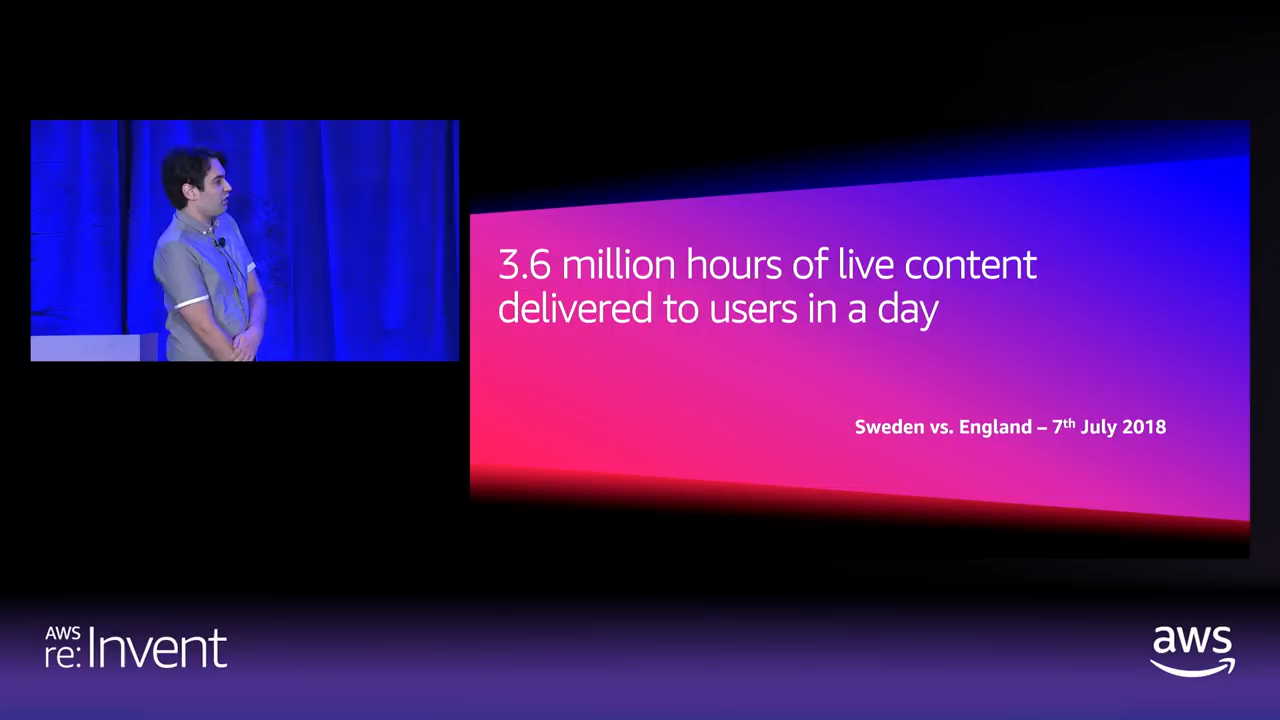 3.6 million hours of live content
delivered to users in a day
Sweden vs. England – 7th July 2018
AWS
re:Invent
aws